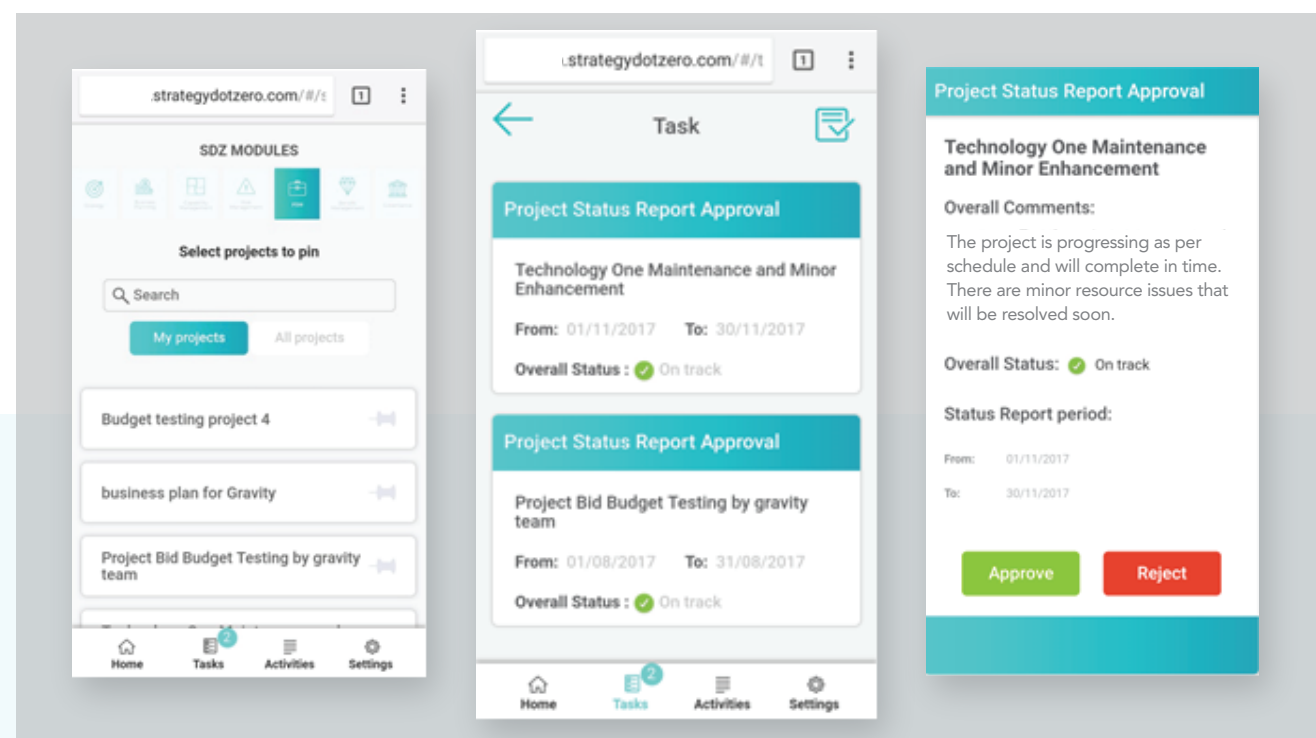 .strategydotzero.com/#/s
1
SDZ MODULES
Select projects to pin
Search
My projects
All projects
Budget testing project 4
business plan for Gravity
Project Bid Budget Testing by gravity
team
Home
Tasks
2
Activities
Settings
.strategydotzero.com/#/t
1
Task
Project Status Report Approval
Technology One Maintenance and Minor
Enhancement
From: 01/11/2017 To: 30/11/2017
Overall Status : On track
Project Status Report Approval
Project Bid Budget Testing by gravity
team
From: 01/08/2017 To: 31/08/2017
Overall Status : On track
Home
Tasks
2
Activities
Settings
Project Status Report Approval
Technology One Maintenance
and Minor Enhancement
Overall Comments:
The project is progressing as per
schedule and will complete in time.
There are minor resource issues that
will be resolved soon.
Overall Status: On track
Status Report period:
From: 01/11/2017
To: 30/11/2017
Approve
Reject